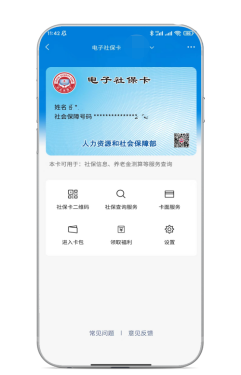 11:42
电子社保卡
电子社保卡
姓名
社会保障号码 **************
人力资源和社会保障部
本卡可用于：社保信息、养老金测算等服务查询
社保卡二维码 社保查询服务 卡面服务
进入卡包 领取福利 设置
常见问题 | 意见反馈